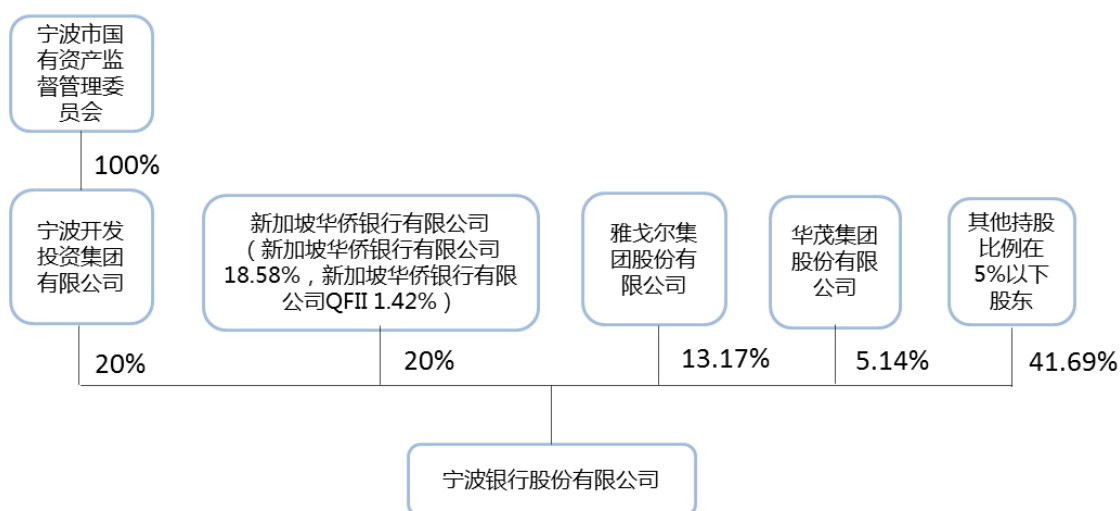 宁波市国
有资产监
督管理委
员会
100%
宁波开发
投资集团
有限公司
新加坡华侨银行有限公司
（新加坡华侨银行有限公司
18.58%，新加坡华侨银行有限
公司QFII 1.42%）
雅戈尔集
团股份有
限公司
华茂集团
股份有限
公司
其他持股
比例在
5%以下
股东
20%
20%
13.17%
5.14%
41.69%
宁波银行股份有限公司